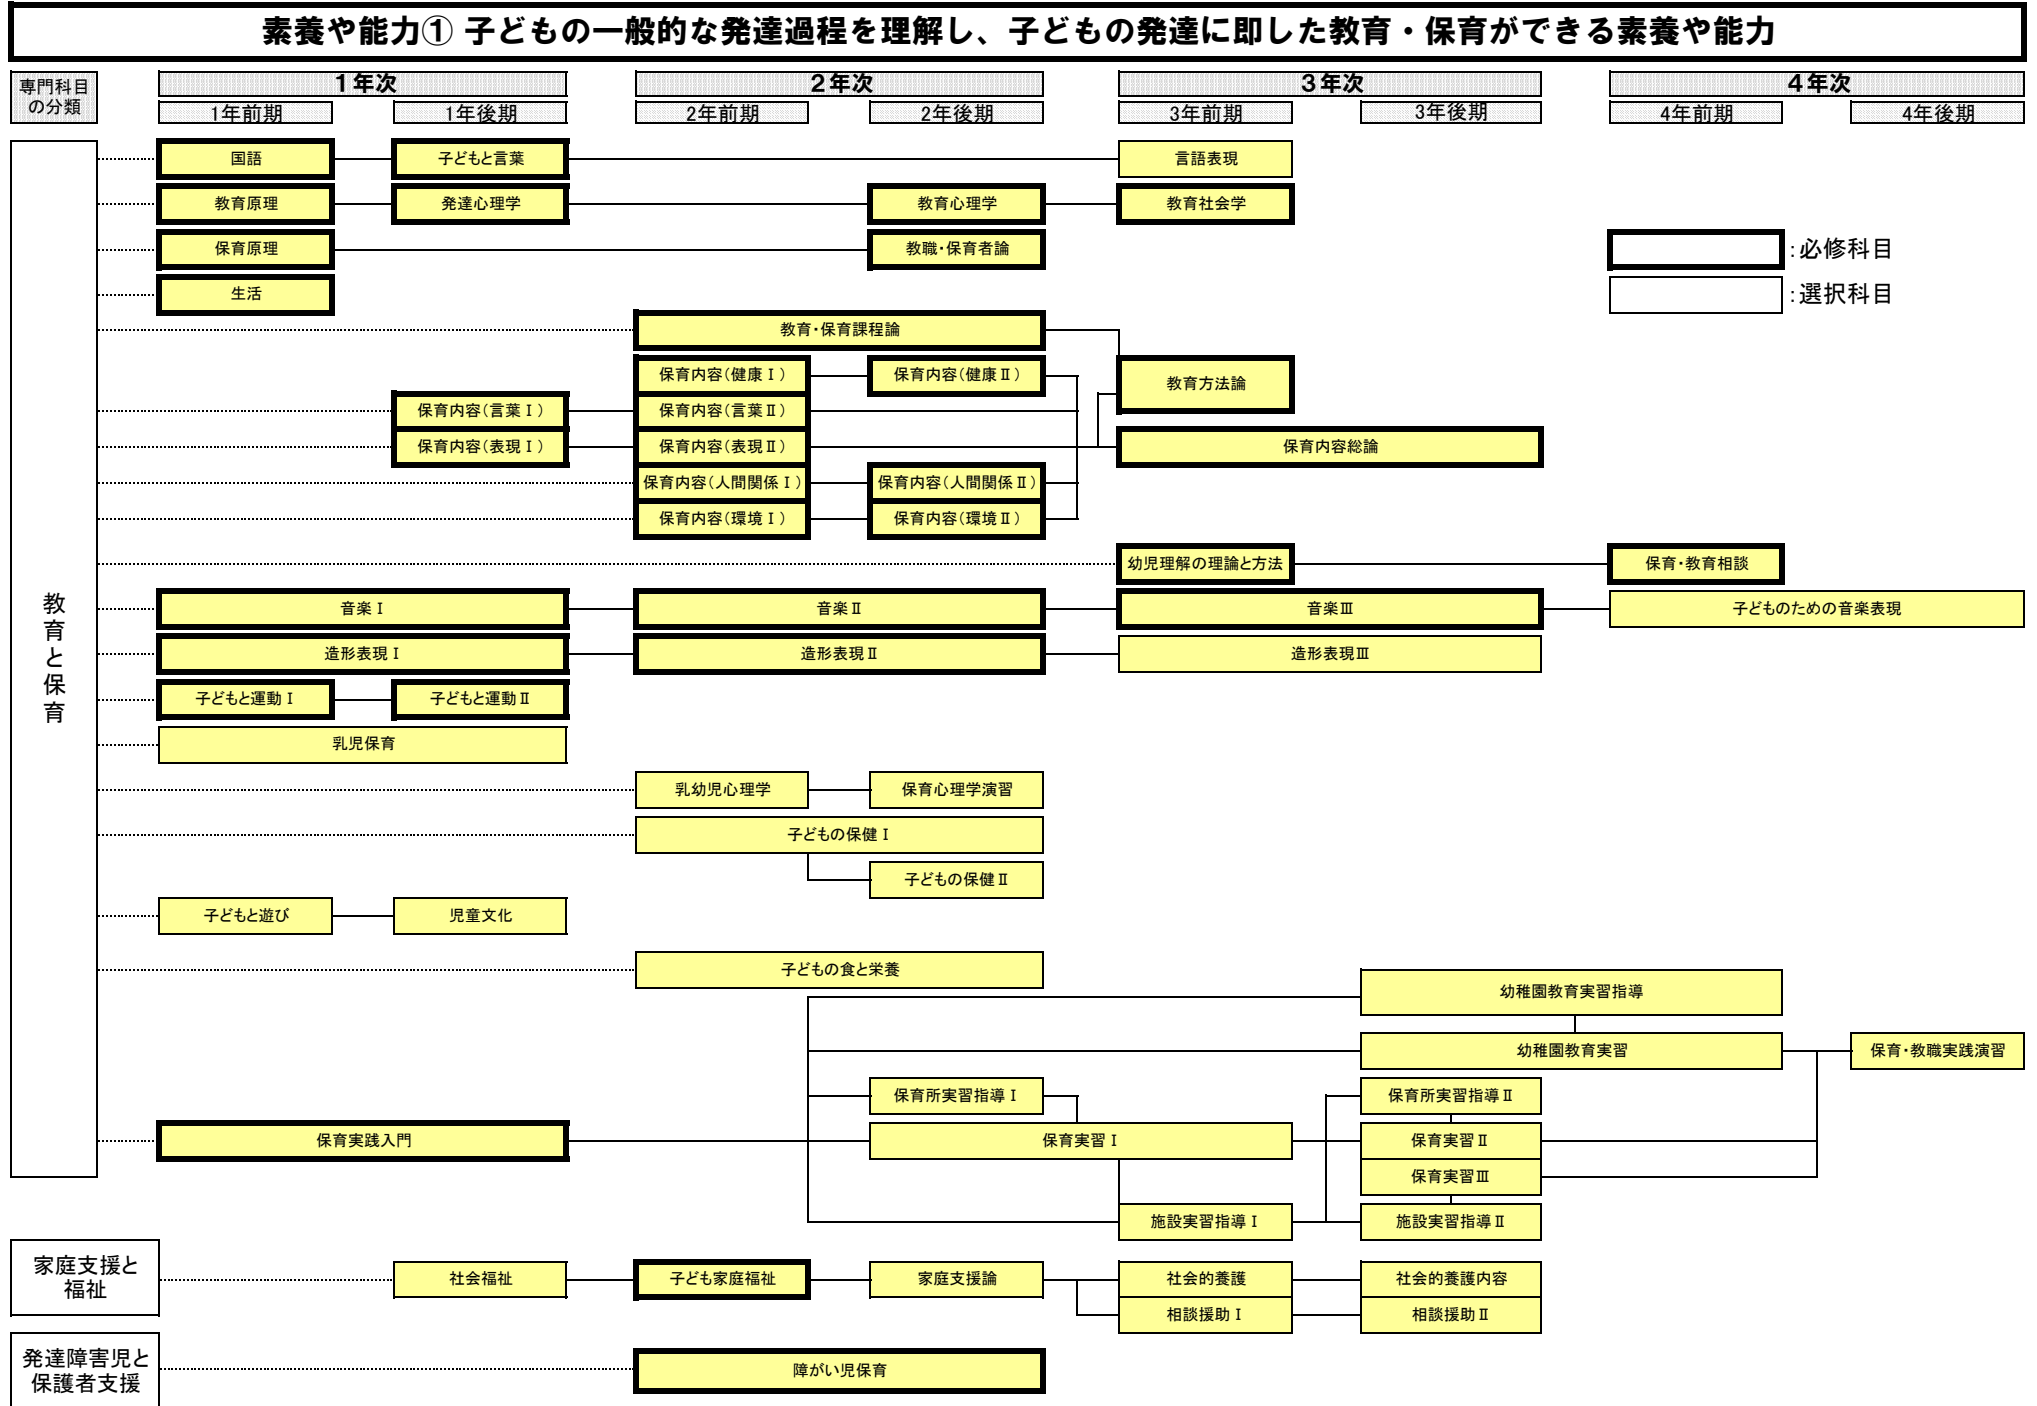 素養や能力① 子どもの一般的な発達過程を理解し、子どもの発達に即した教育・保育ができる素養や能力
専門科目
の分類
1年次
2年次
3年次
4年次
1年前期
1年後期
2年前期
2年後期
3年前期
3年後期
4年前期
4年後期
教育と保育
国語
子どもと言葉
言語表現
教育原理
発達心理学
教育心理学
教育社会学
保育原理
教職・保育者論
:必修科目
生活
:選択科目
教育・保育課程論
保育内容(健康Ⅰ)
保育内容(健康Ⅱ)
教育方法論
保育内容(言葉Ⅰ)
保育内容(言葉Ⅱ)
保育内容(表現Ⅰ)
保育内容(表現Ⅱ)
保育内容総論
保育内容(人間関係Ⅰ)
保育内容(人間関係Ⅱ)
保育内容(環境Ⅰ)
保育内容(環境Ⅱ)
幼児理解の理論と方法
保育・教育相談
音楽Ⅰ
音楽Ⅱ
音楽Ⅲ
子どものための音楽表現
造形表現Ⅰ
造形表現Ⅱ
造形表現Ⅲ
子どもと運動Ⅰ
子どもと運動Ⅱ
乳児保育
乳幼児心理学
保育心理学演習
子どもの保健Ⅰ
子どもの保健Ⅱ
子どもと遊び
児童文化
子どもの食と栄養
幼稚園教育実習指導
幼稚園教育実習
保育・教職実践演習
保育所実習指導Ⅰ
保育所実習指導Ⅱ
保育実践入門
保育実習Ⅰ
保育実習Ⅱ
保育実習Ⅲ
施設実習指導Ⅰ
施設実習指導Ⅱ
家庭支援と
福祉
社会福祉
子ども家庭福祉
家庭支援論
社会的養護
社会的養護内容
相談援助Ⅰ
相談援助Ⅱ
発達障害児と
保護者支援
障がい児保育